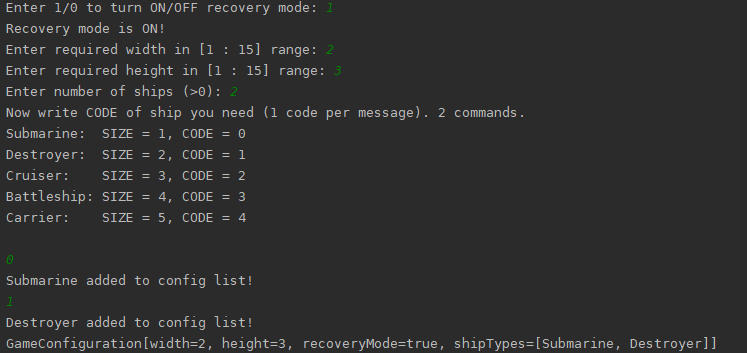 Enter 1/0 to turn ON/OFF recovery mode: 1
Recovery mode is ON!
Enter required width in [1 : 15] range: 2
Enter required height in [1 : 15] range: 3
Enter number of ships (>0): 2
Now write CODE of ship you need (1 code per message). 2 commands.
Submarine:  SIZE = 1, CODE = 0
Destroyer:  SIZE = 2, CODE = 1
Cruiser:    SIZE = 3, CODE = 2
Battleship: SIZE = 4, CODE = 3
Carrier:    SIZE = 5, CODE = 4
0
Submarine added to config list!
1
Destroyer added to config list!
GameConfiguration[width=2, height=3, recoveryMode=true, shipTypes=[Submarine, Destroyer]]